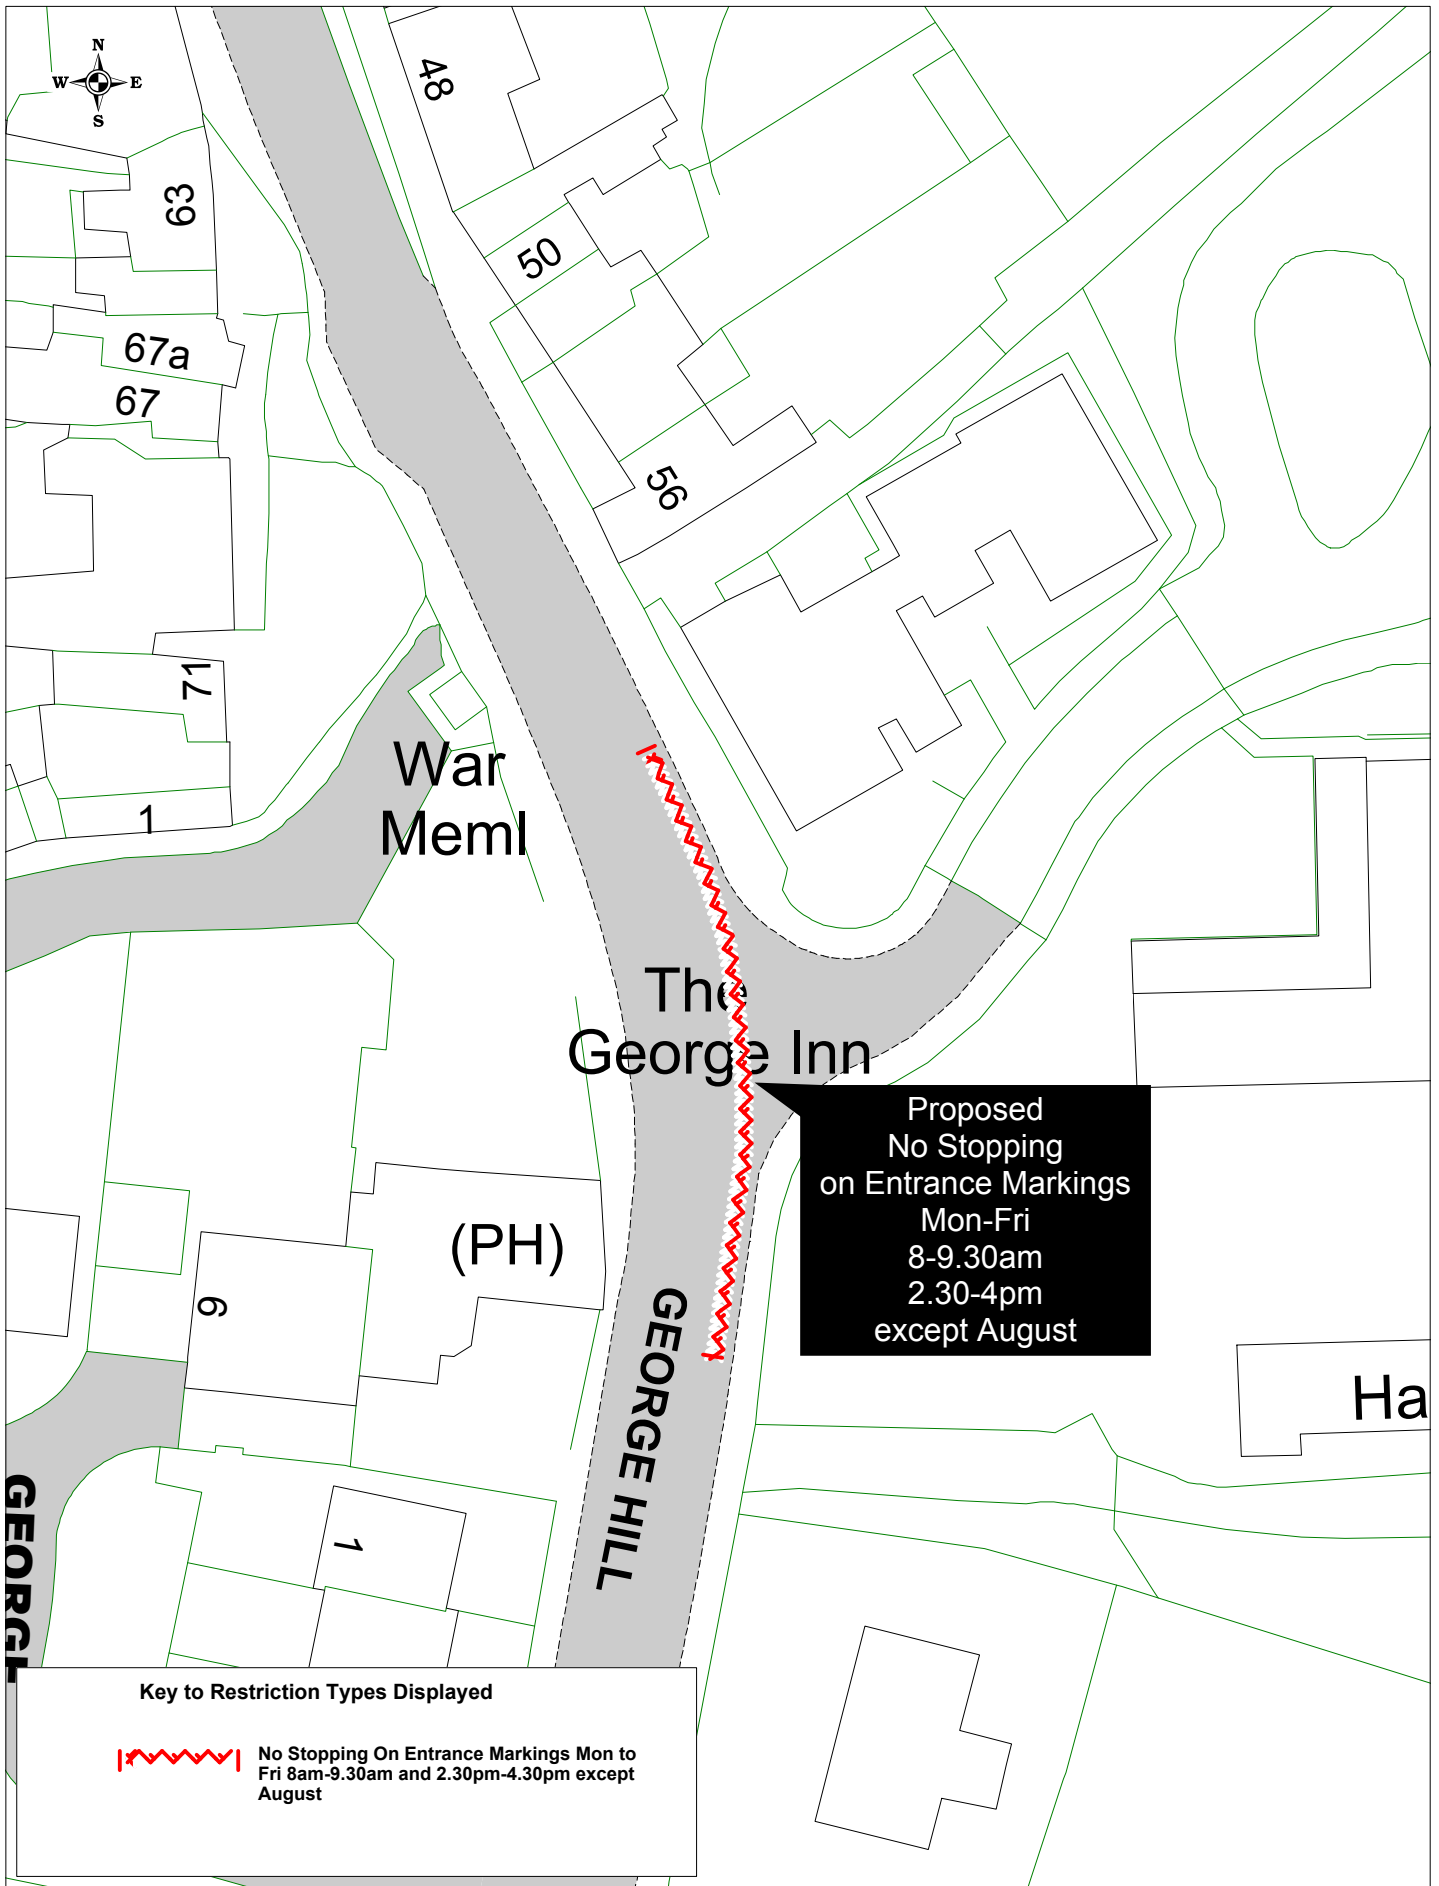 N
W E
S
48
63
50
67a
67
56
71
War
Meml
1
The
George Inn
Proposed
No Stopping
on Entrance Markings
Mon-Fri
8-9.30am
2.30-4pm
except August
(PH)
9
GEORGE HILL
Ha
1
GEORGE
Key to Restriction Types Displayed
No Stopping On Entrance Markings Mon to
Fri 8am-9.30am and 2.30pm-4.30pm except
August